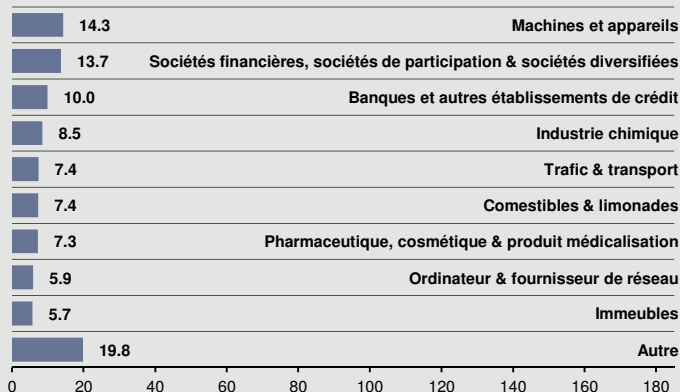 14.3 Machines et appareils
13.7 Sociétés financières, sociétés de participation & sociétés diversifiées
10.0 Banques et autres établissements de crédit
8.5 Industrie chimique
7.4 Trafic & transport
7.4 Comestibles & limonades
7.3 Pharmaceutique, cosmétique & produit médicalisation
5.9 Ordinateur & fournisseur de réseau
5.7 Immeubles
19.8 Autre
0 20 40 60 80 100 120 140 160 180